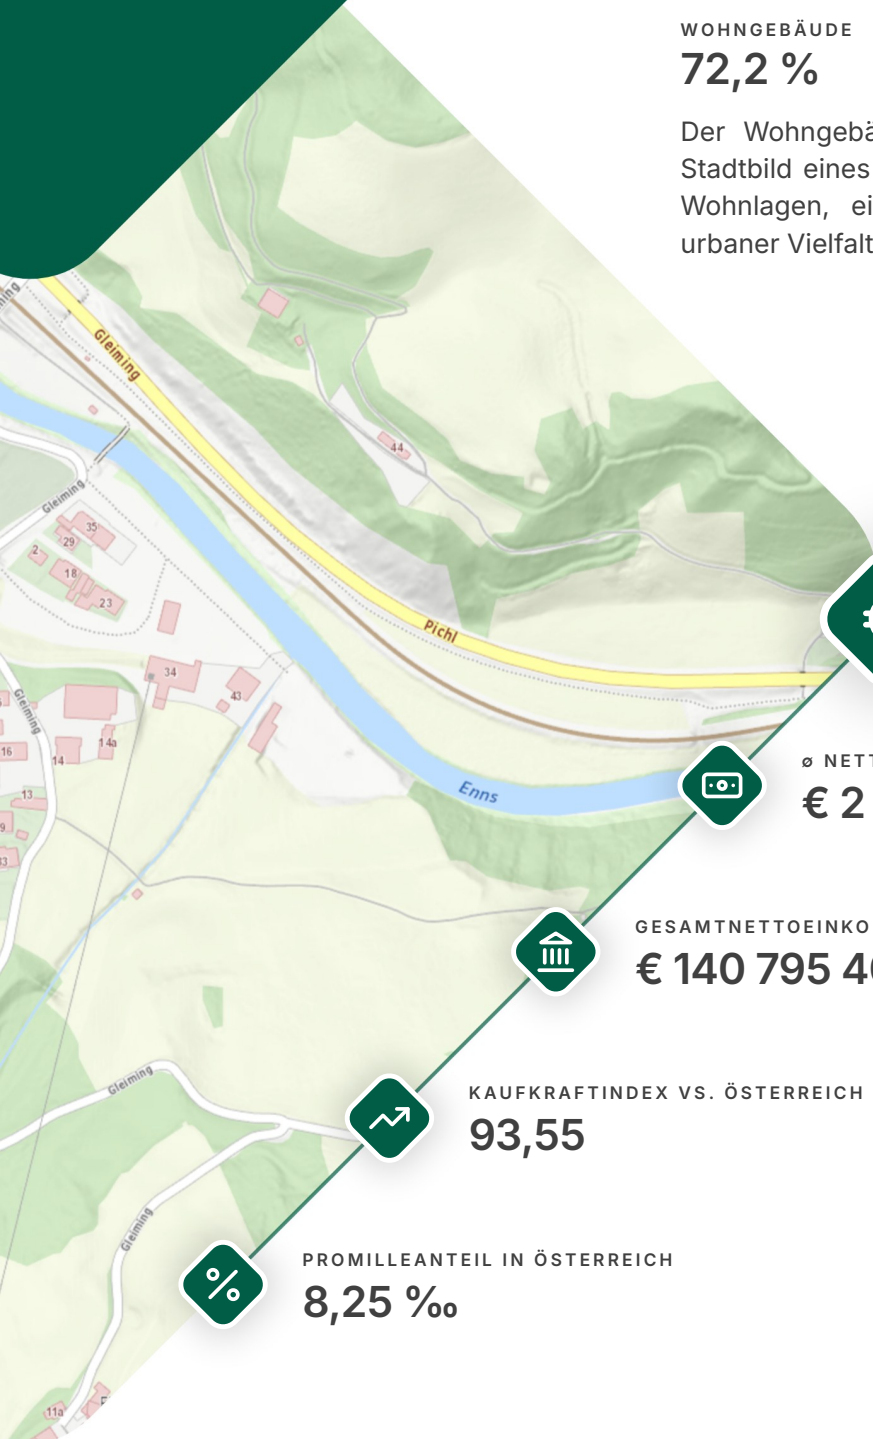 WOHNGEBÄUDE
72,2 %
Der Wohngebä
Stadtbild eines
Wohnlagen, ei
urbaner Vielfalt
Gleiming
44
Gleiming
35
29
2
18
23
Pichl
34
43
Gleiming
16
14a
14
13
Enns
ø NETT
€ 2
GESAMTNETTOEINKO
€ 140 795 4
Gleiming
KAUFKRAFTINDEX VS. ÖSTERREICH
93,55
Gleiming
PROMILLEANTEIL IN ÖSTERREICH
8,25 ‰
11a